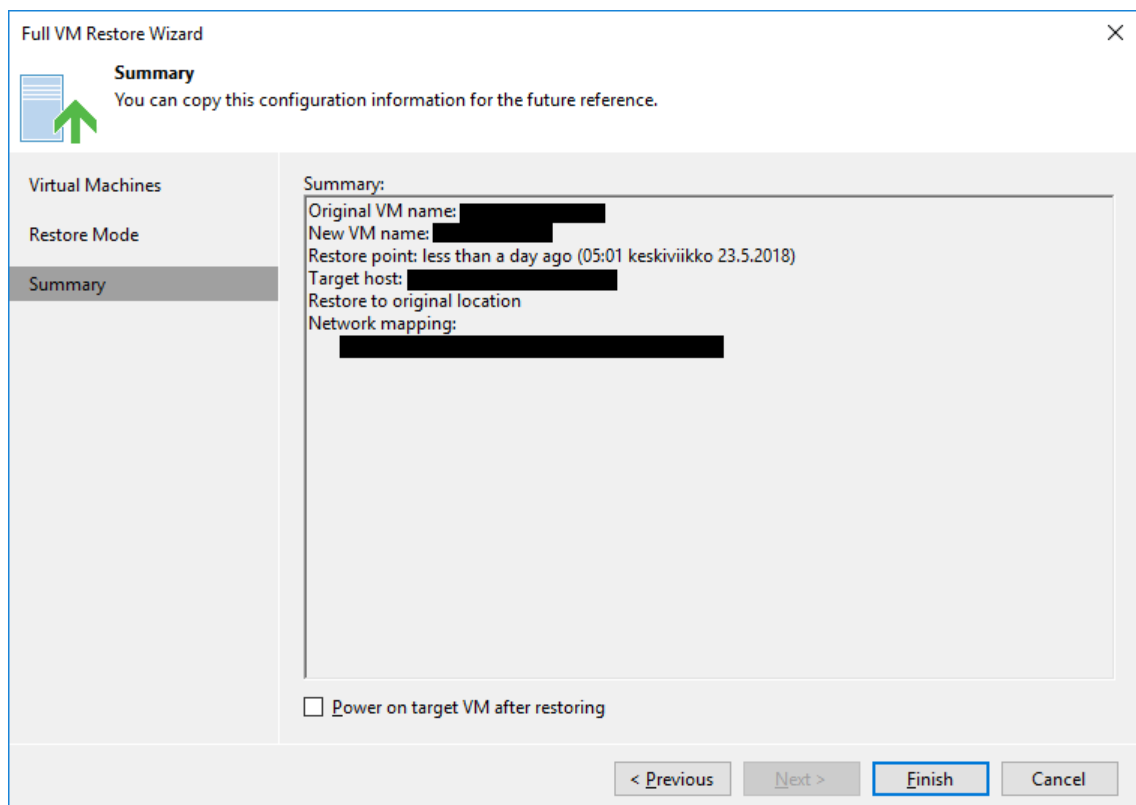 Full VM Restore Wizard
Summary
You can copy this configuration information for the future reference.
Virtual Machines
Restore Mode
Summary
Summary:
Original VM name:
New VM name:
Restore point: less than a day ago (05:01 keskiviikko 23.5.2018)
Target host:
Restore to original location
Network mapping:
Power on target VM after restoring
< Previous
Next >
Finish
Cancel